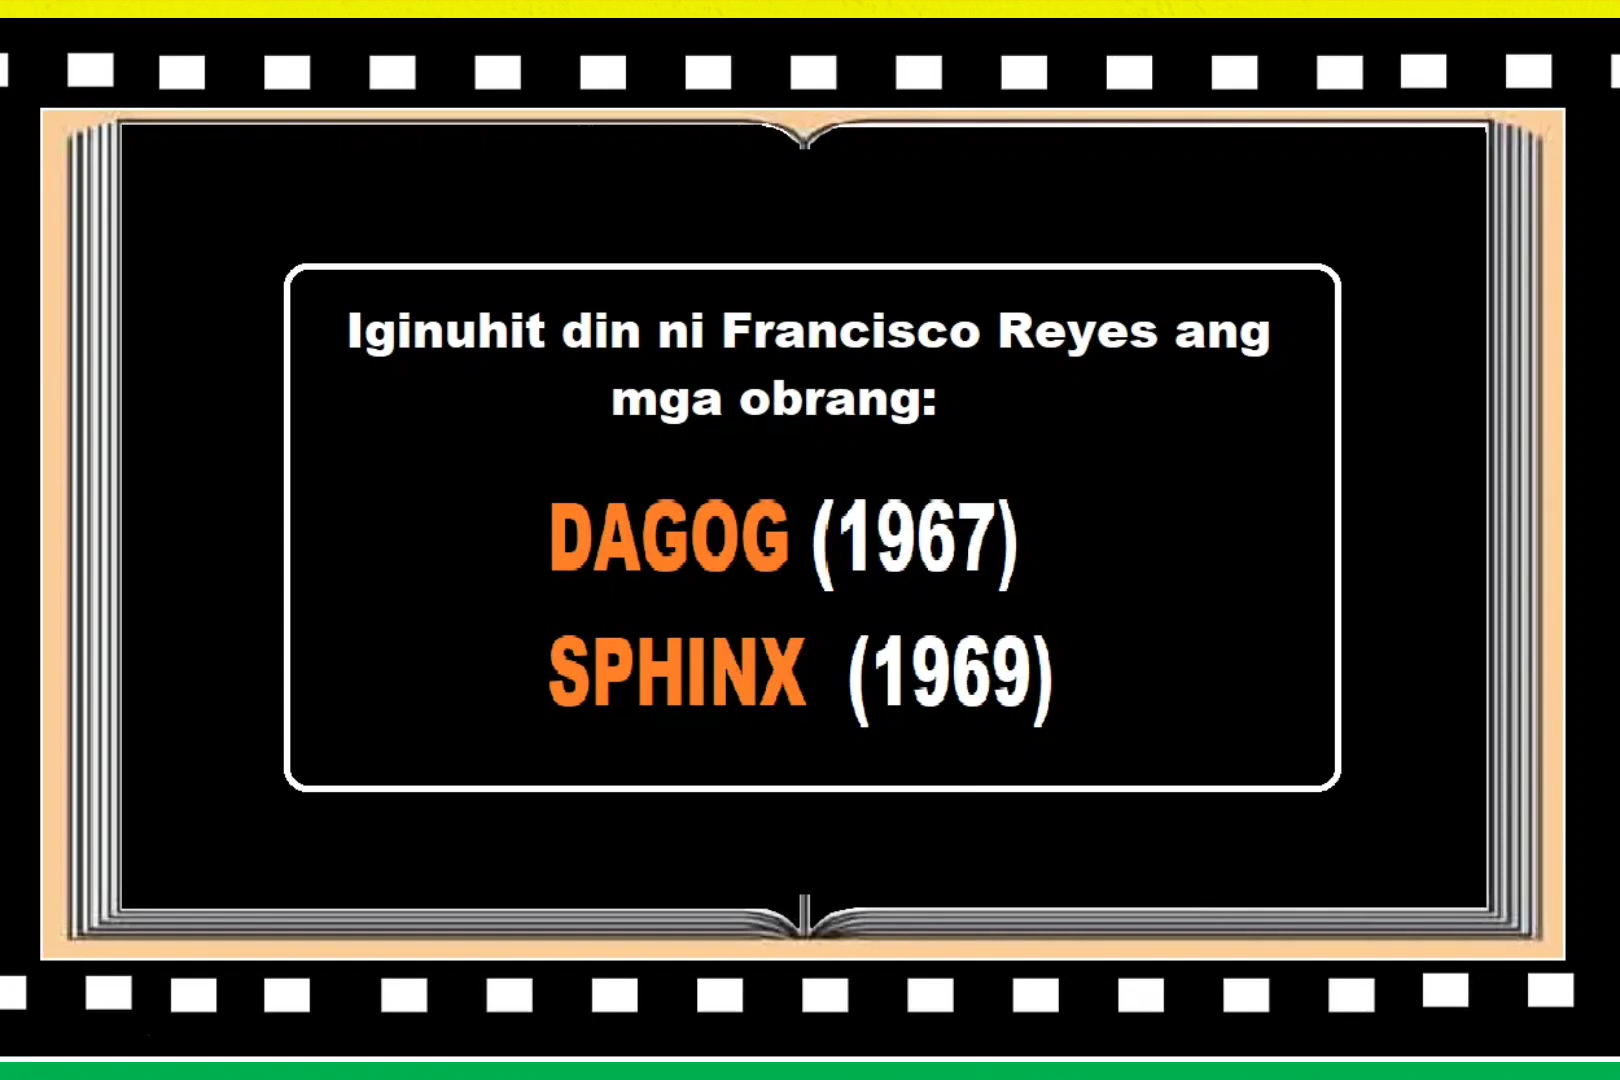 Iginuhit din ni Francisco Reyes ang
mga obrang:
DAGOG (1967)
SPHINX (1969)